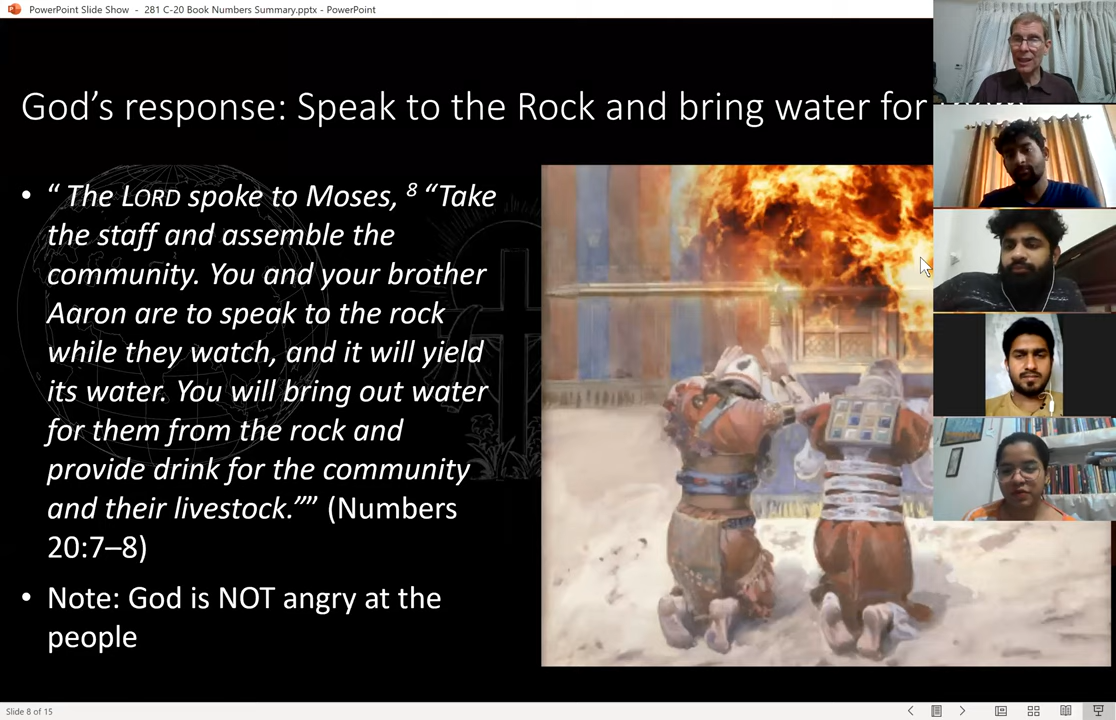 PowerPoint Slide Show - 281 C-20 Book Numbers Summary.pptx - PowerPoint
God’s response: Speak to the Rock and bring water for
• “ The LORD spoke to Moses, ⁸ “Take
the staff and assemble the
community. You and your brother
Aaron are to speak to the rock
while they watch, and it will yield
its water. You will bring out water
for them from the rock and
provide drink for the community
and their livestock.”” (Numbers
20:7–8)
• Note: God is NOT angry at the
people
Slide 8 of 15